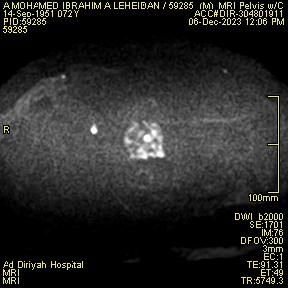 A MOHAMED IBRAHIM A LEHEIDAN / 59285 (M) MRI Pelvis w/C
14-Sep-1951 072Y ACC#DIR-304801911
PID:59285 06-Dec-2023 12:06 PM
59285
R
100mm
DWI_b2000
SE:1701
IM:76
DFOV:300
3mm
EC:1
Ad Diriyah Hospital TE:91.31
MRI ET:49
MRI TR:5749.3